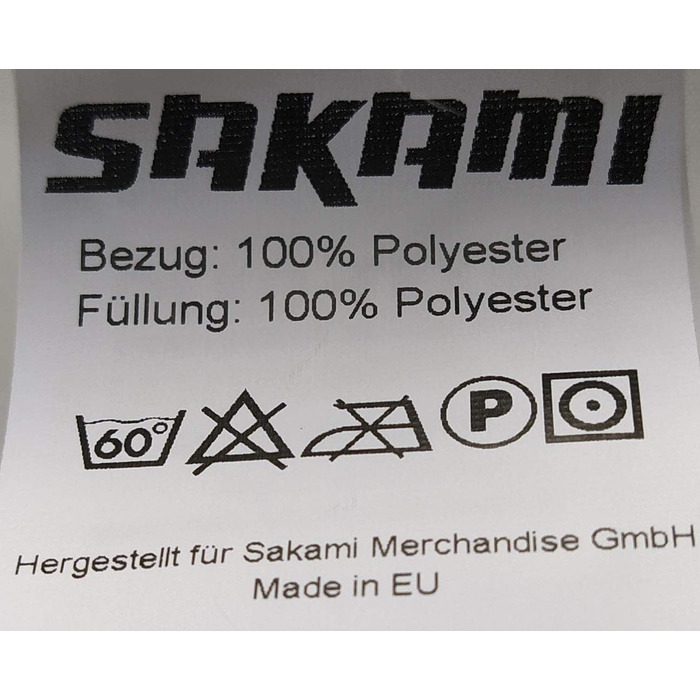 SAKAMI
Bezug: 100% Polyester
Füllung: 100% Polyester
60° P
Hergestellt für Sakami Merchandise GmbH
Made in EU